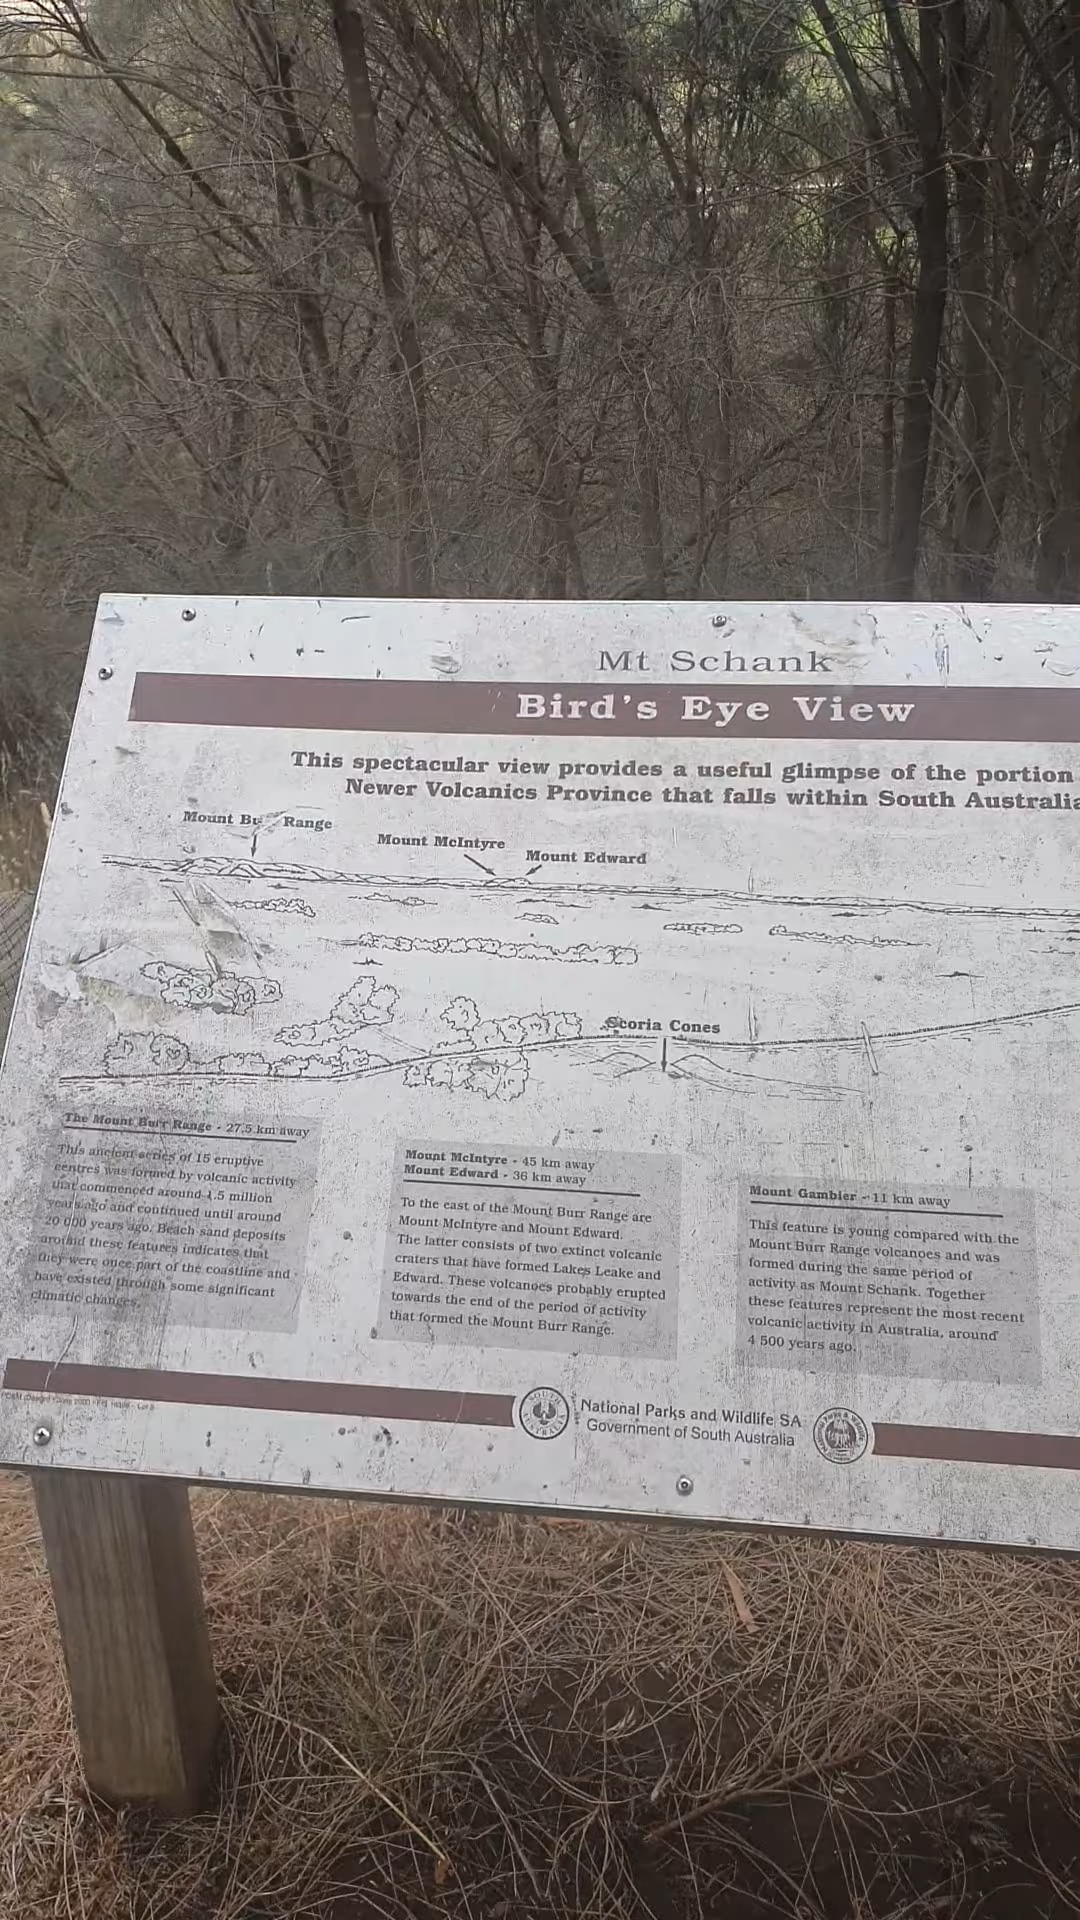 Mt Schank
Bird's Eye View
This spectacular view provides a useful glimpse of the portion
Newer Volcanics Province that falls within South Australia
Mount Bu Range
Mount McIntyre
Mount Edward
Scoria Cones
The Mount Burr Range - 27.5 km away
This ancient series of 15 eruptive
centres was formed by volcanic activity
that commenced around 1.5 million
years ago and continued until around
20 000 years ago. Beach sand deposits
around these features indicates that
they were once part of the coastline and
have existed through some significant
climatic changes.
Mount McIntyre - 45 km away
Mount Edward - 36 km away
To the east of the Mount Burr Range are
Mount McIntyre and Mount Edward.
The latter consists of two extinct volcanic
craters that have formed Lakes Leake and
Edward. These volcanoes probably erupted
towards the end of the period of activity
that formed the Mount Burr Range.
Mount Gambier - 11 km away
This feature is young compared with the
Mount Burr Range volcanoes and was
formed during the same period of
activity as Mount Schank. Together
these features represent the most recent
volcanic activity in Australia, around
4 500 years ago.
SOUTH AUSTRALIA
National Parks and Wildlife SA
Government of South Australia